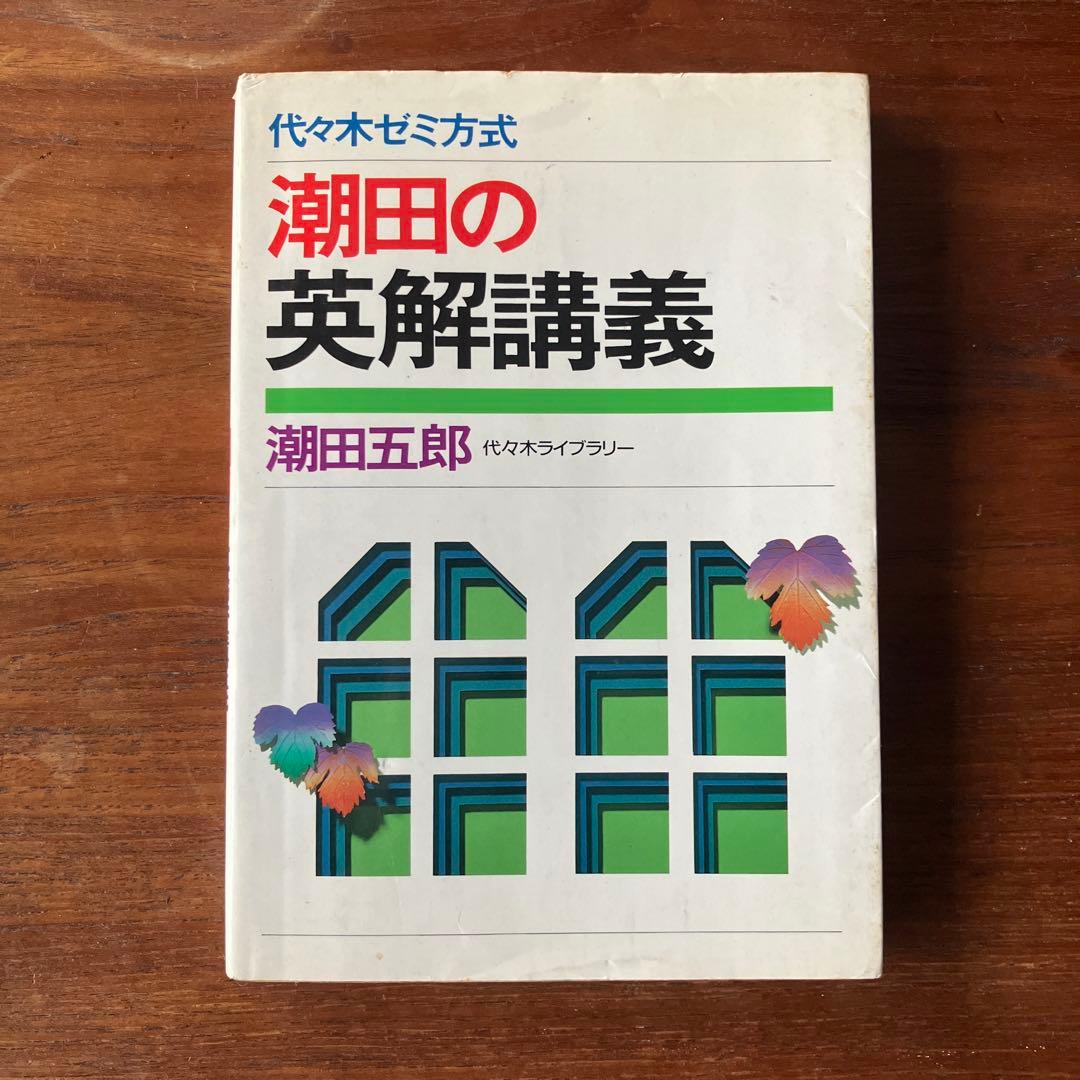 代々木ゼミ方式
潮田の
英解講義
潮田五郎 代々木ライブラリー